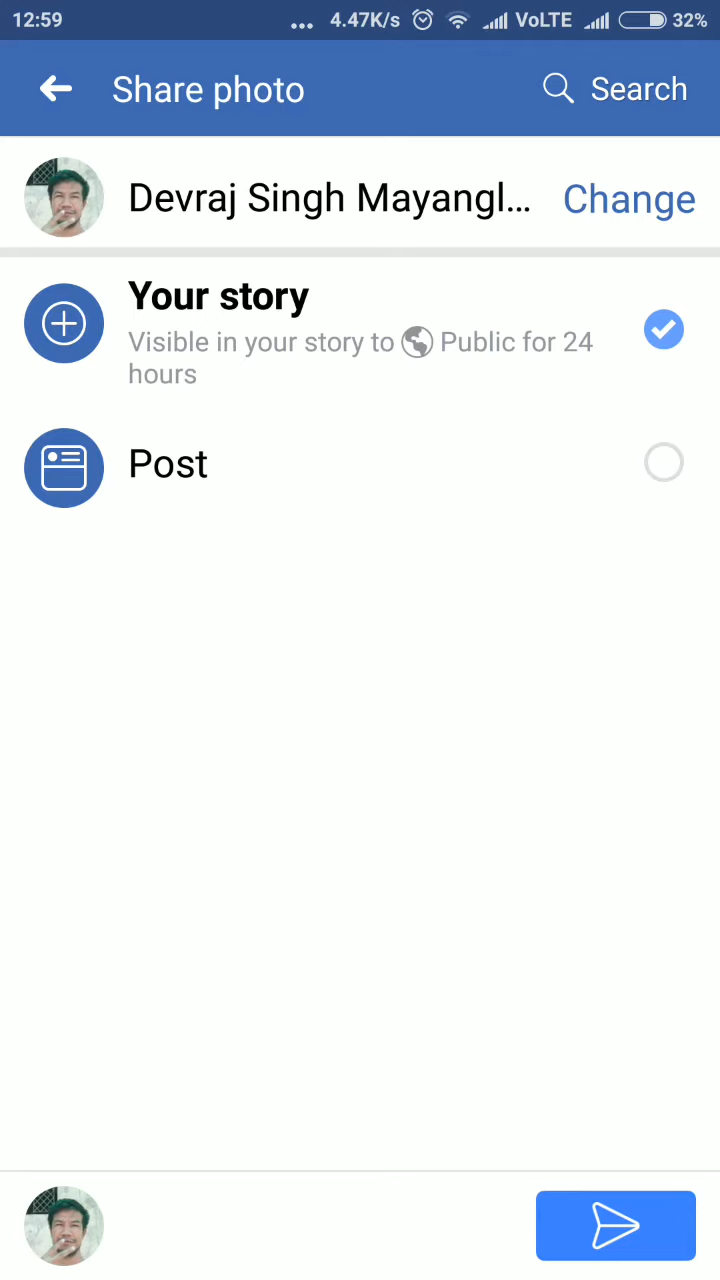 12:59 ... 4.47K/s VoLTE 32%
Share photo Search
Devraj Singh Mayangl... Change
Your story
Visible in your story to Public for 24
hours
Post